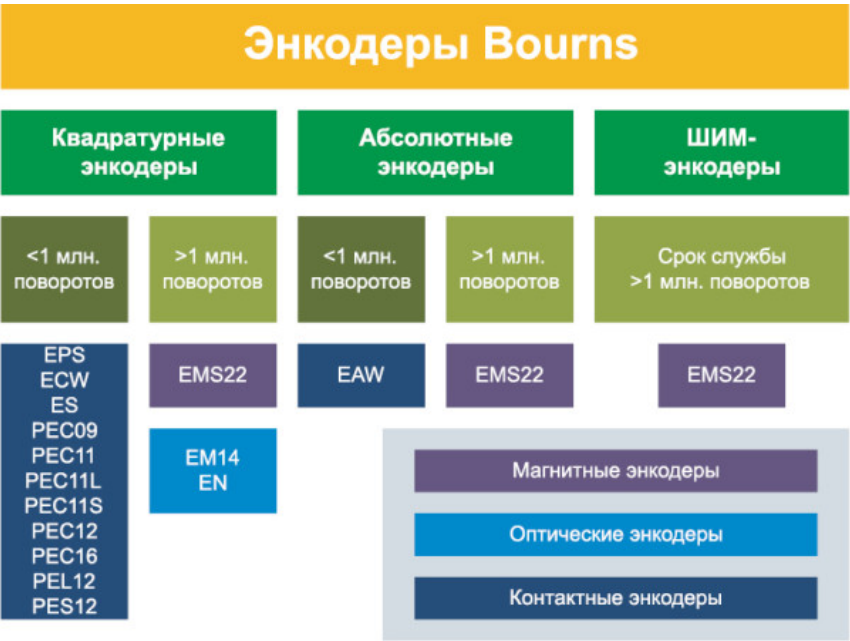 Энкодеры Bourns
Квадратурные
энкодеры
Абсолютные
энкодеры
ШИМ-
энкодеры
<1 млн.
поворотов
>1 млн.
поворотов
<1 млн.
поворотов
>1 млн.
поворотов
Срок службы
>1 млн. поворотов
EPS
ECW
ES
PEC09
PEC11
PEC11L
PEC11S
PEC12
PEC16
PEL12
PES12
EMS22
EM14
EN
EAW
EMS22
EMS22
Магнитные энкодеры
Оптические энкодеры
Контактные энкодеры